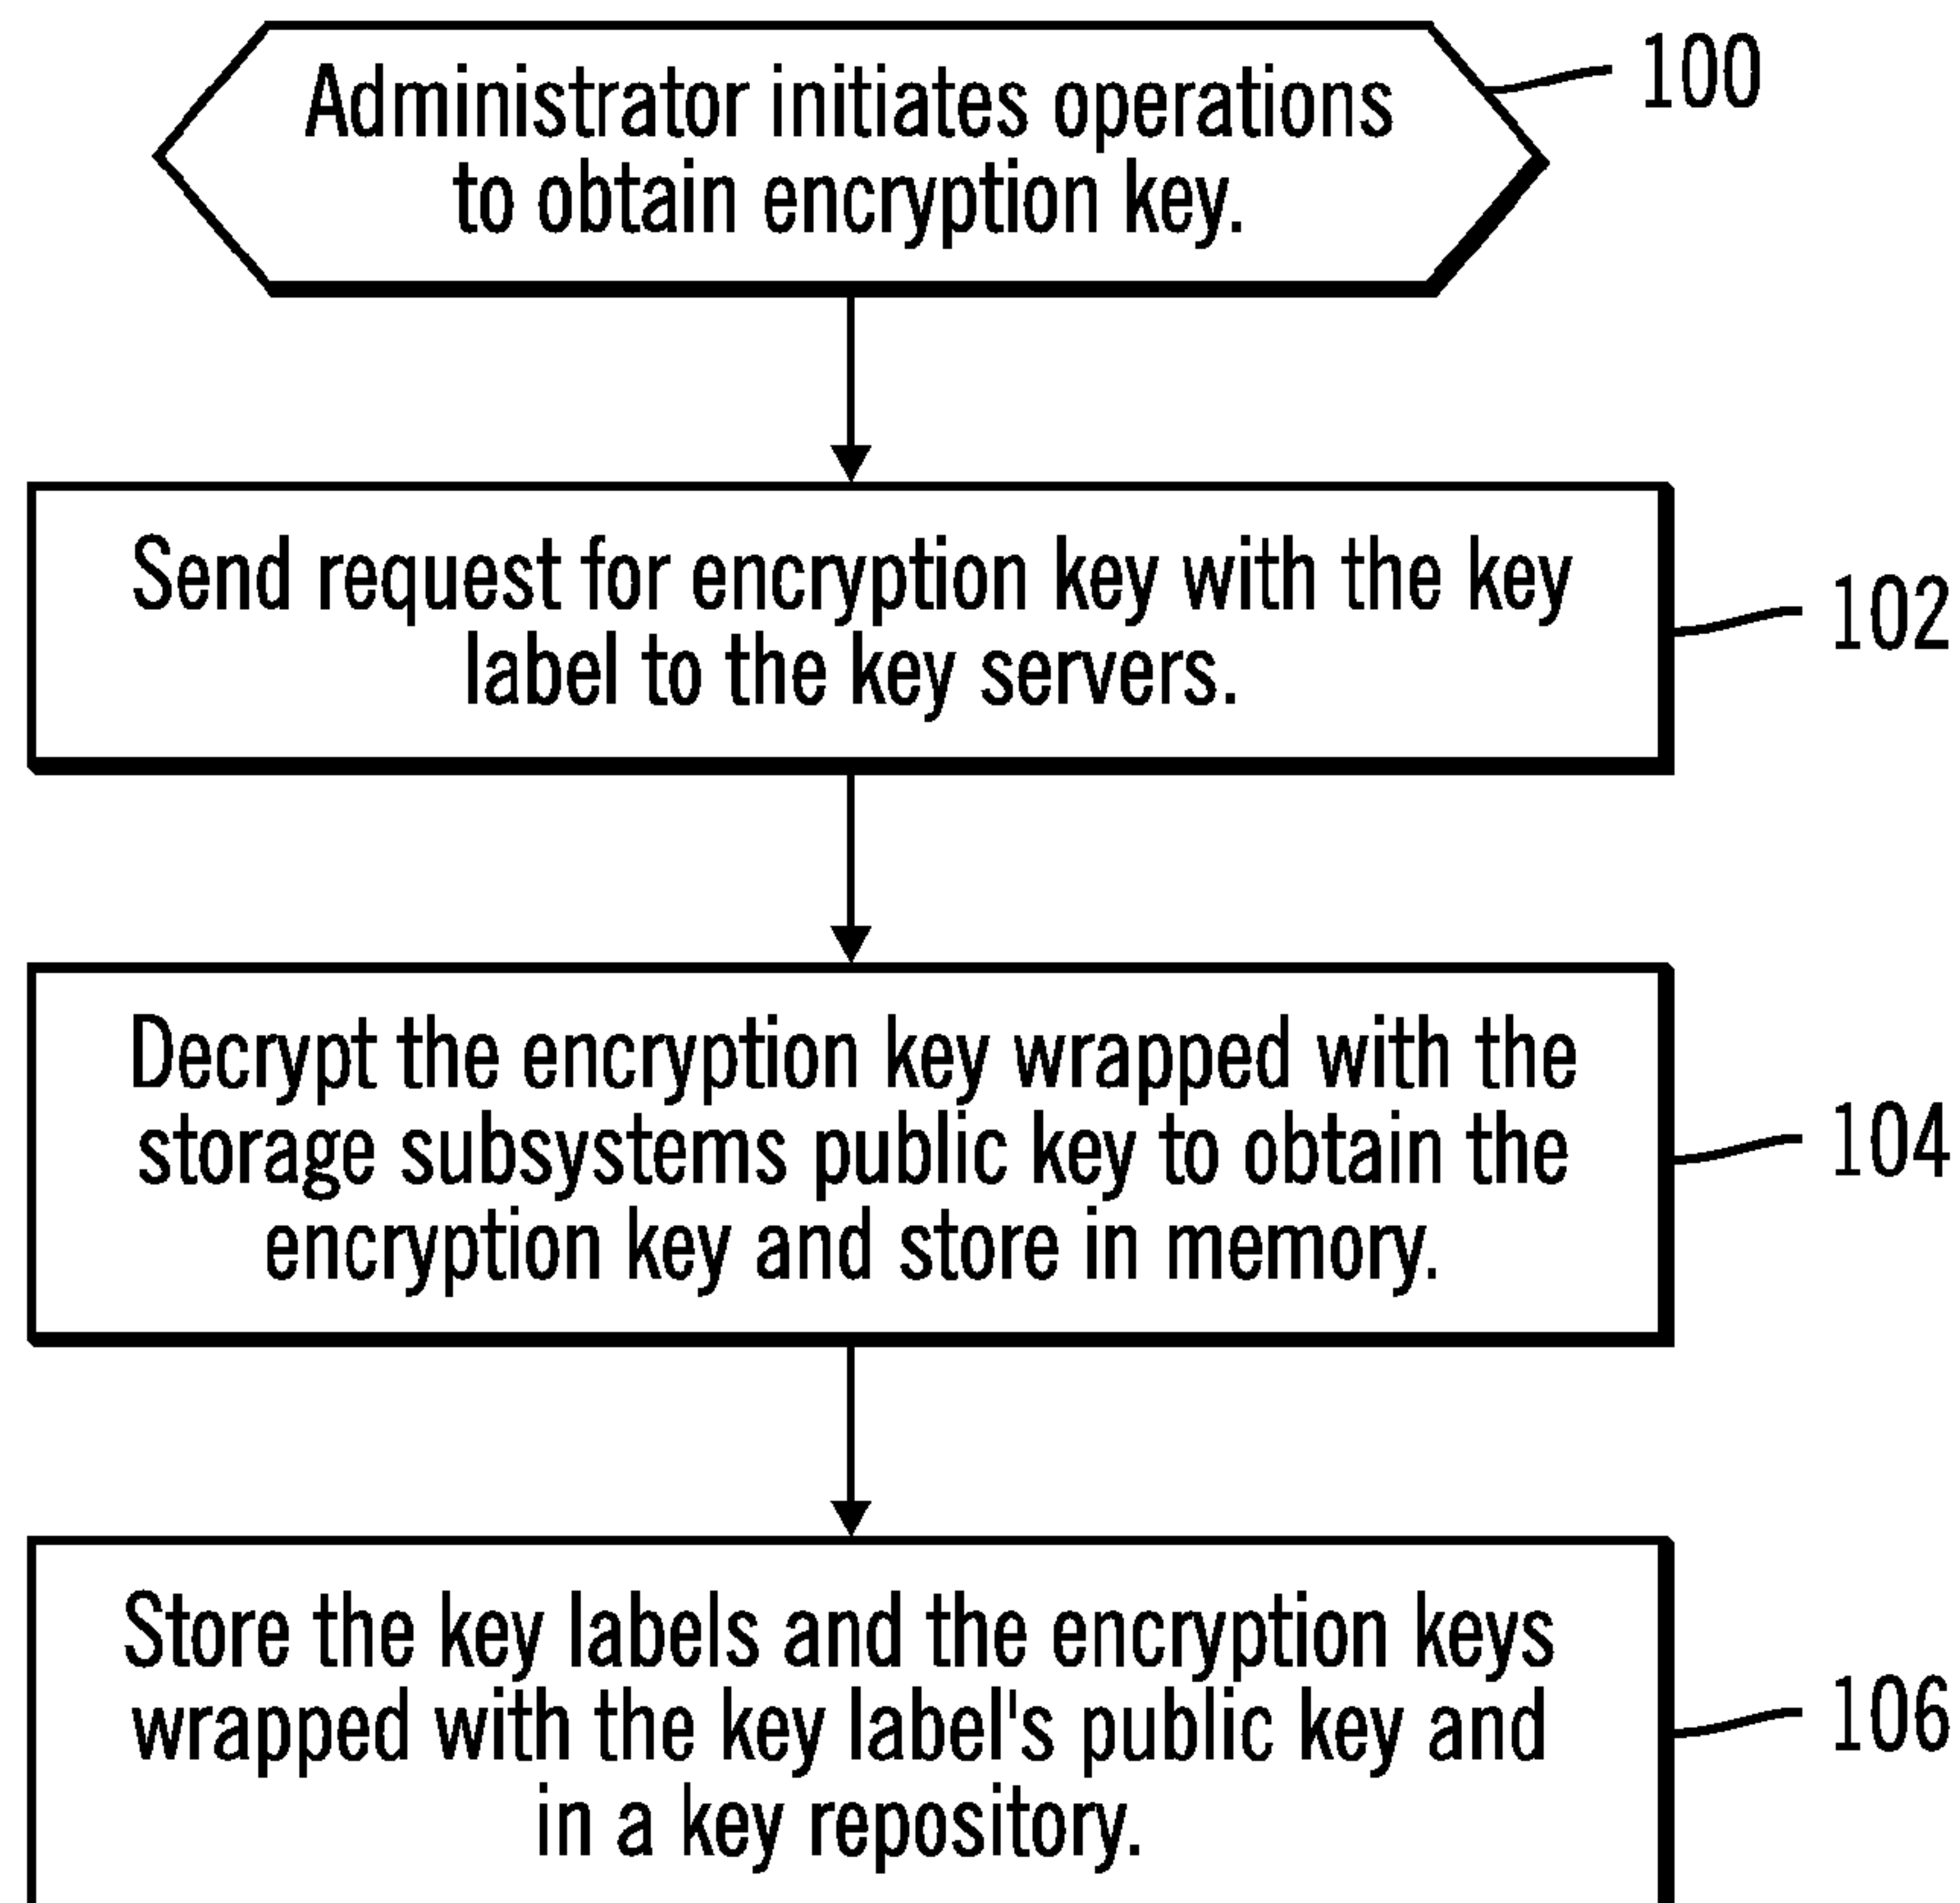 Administrator initiates operations
to obtain encryption key.
100
Send request for encryption key with the key
label to the key servers.
102
Decrypt the encryption key wrapped with the
storage subsystems public key to obtain the
encryption key and store in memory.
104
Store the key labels and the encryption keys
wrapped with the key label's public key and
in a key repository.
106